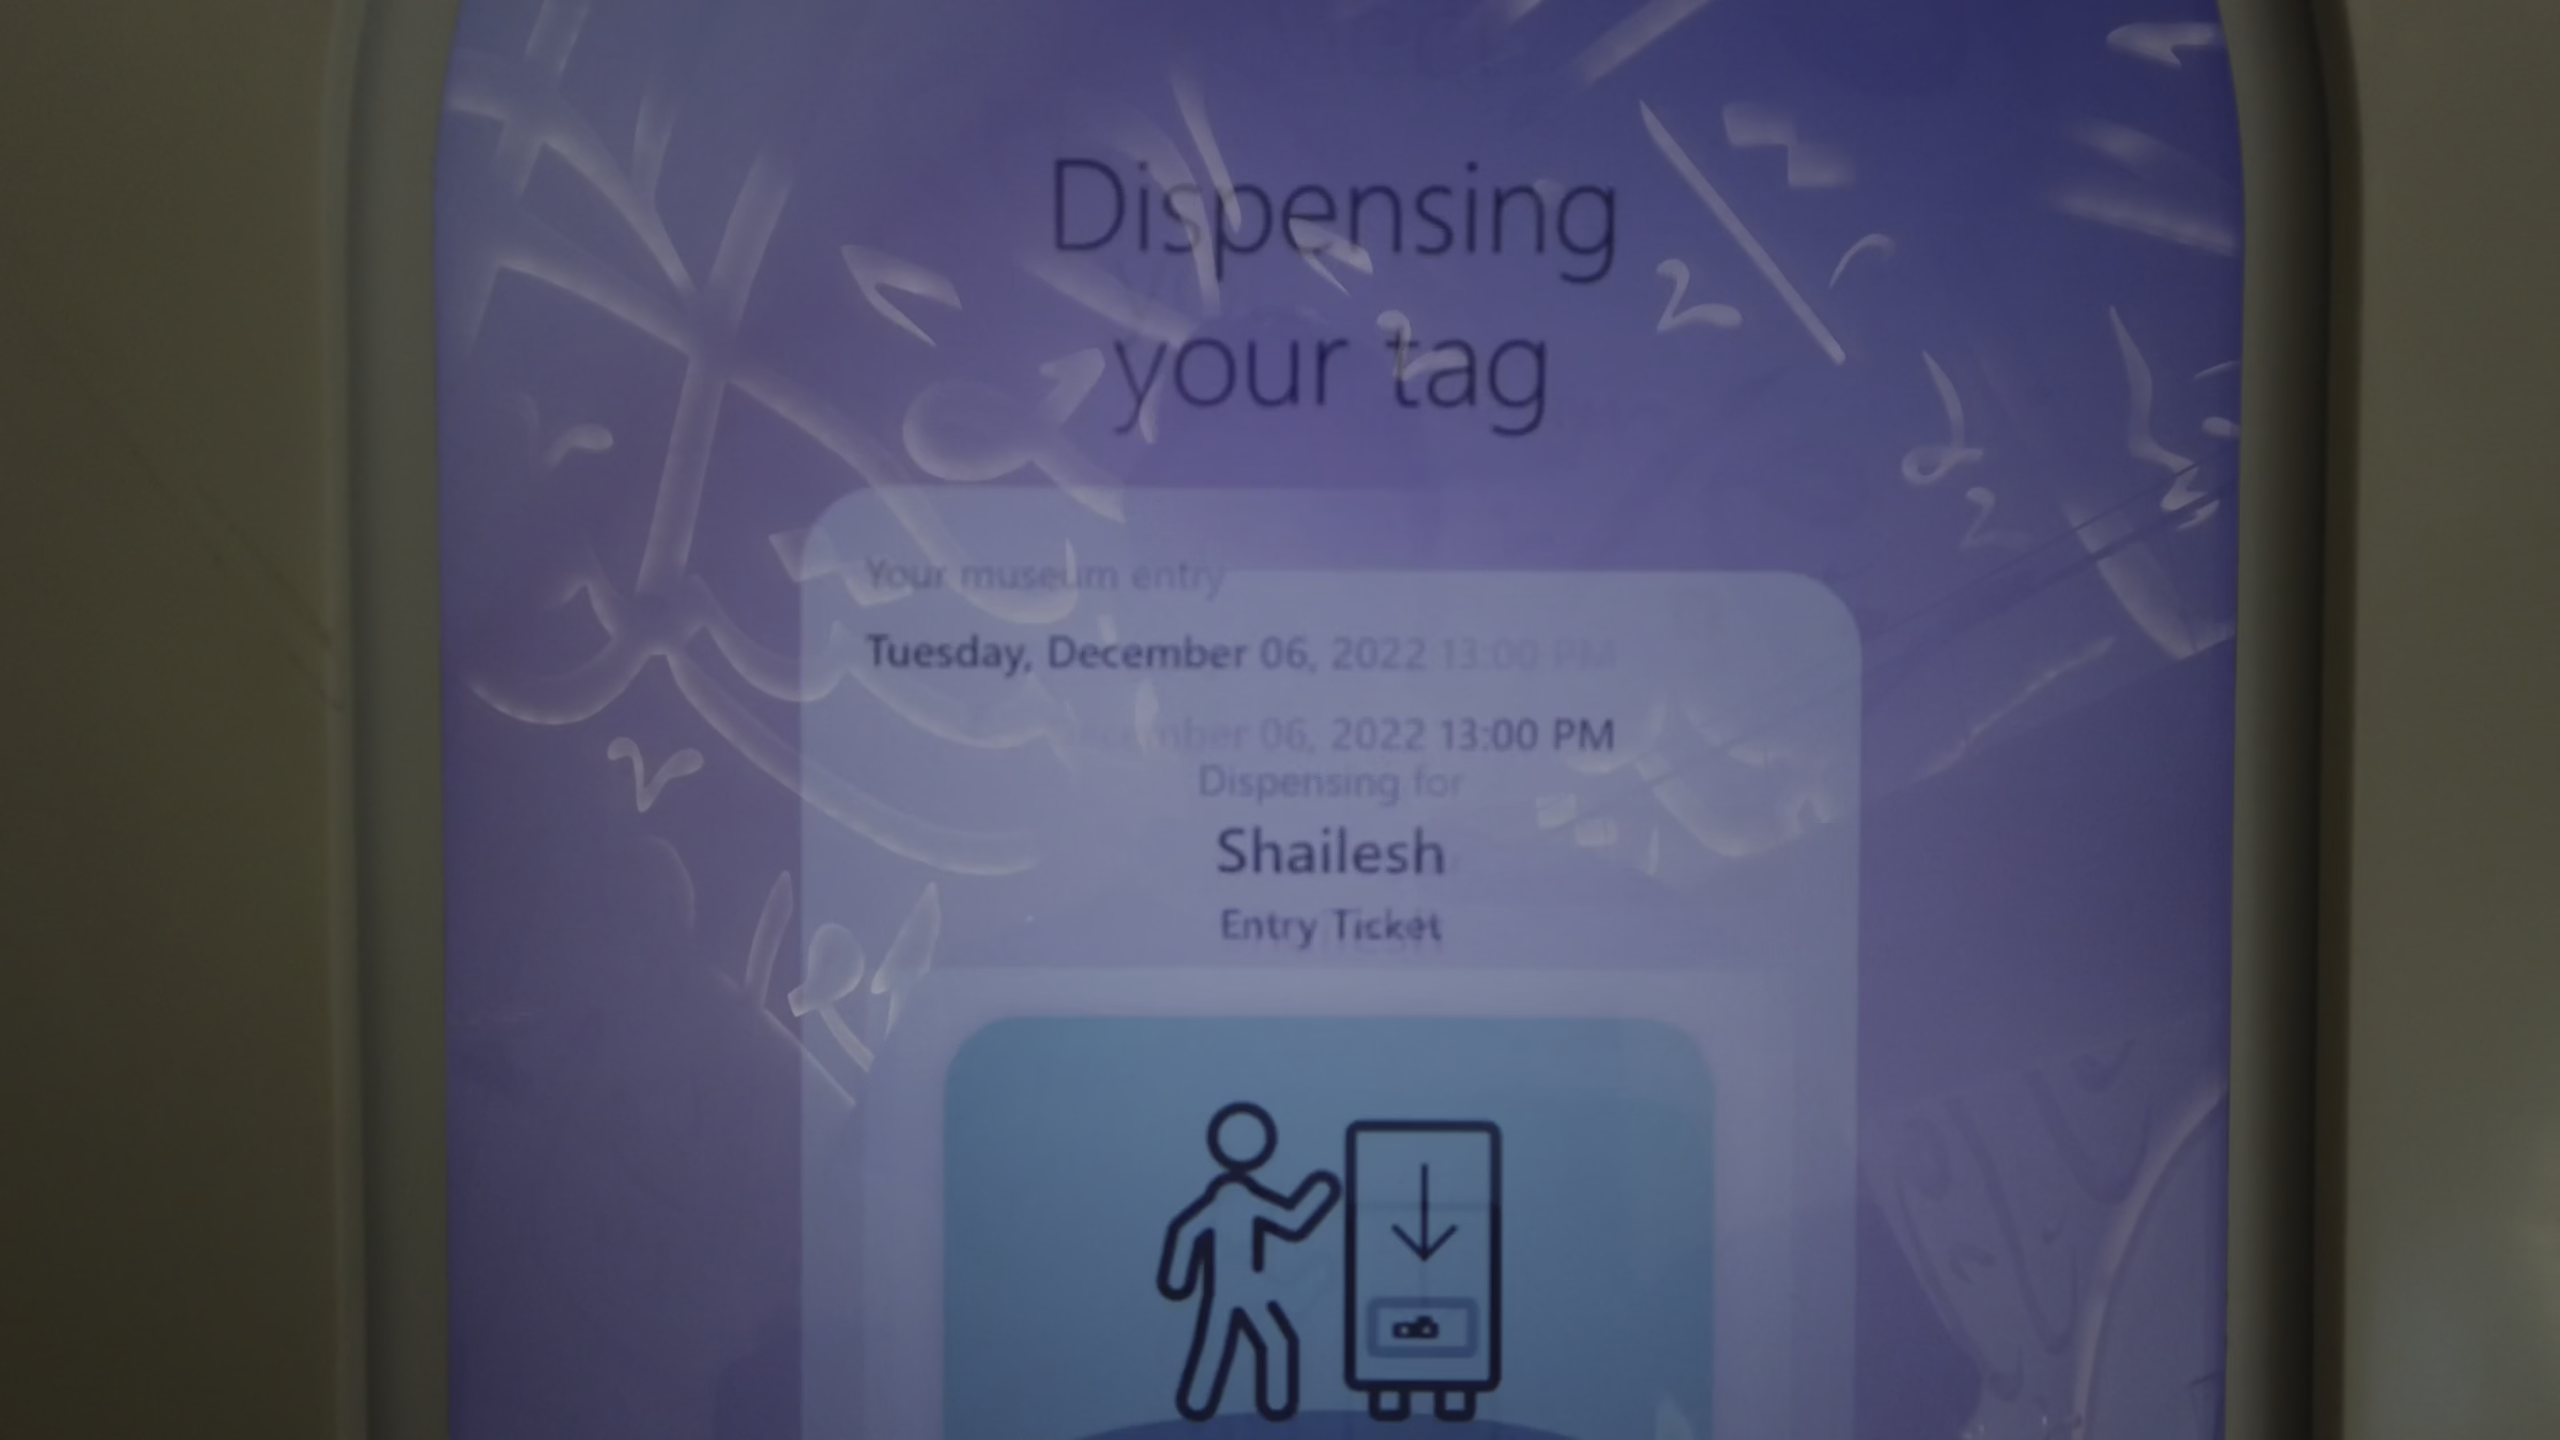 Dispensing
your tag
Your museum entry
Tuesday, December 06, 2022 13:00 PM
December 06, 2022 13:00 PM
Dispensing for
Shailesh
Entry Ticket